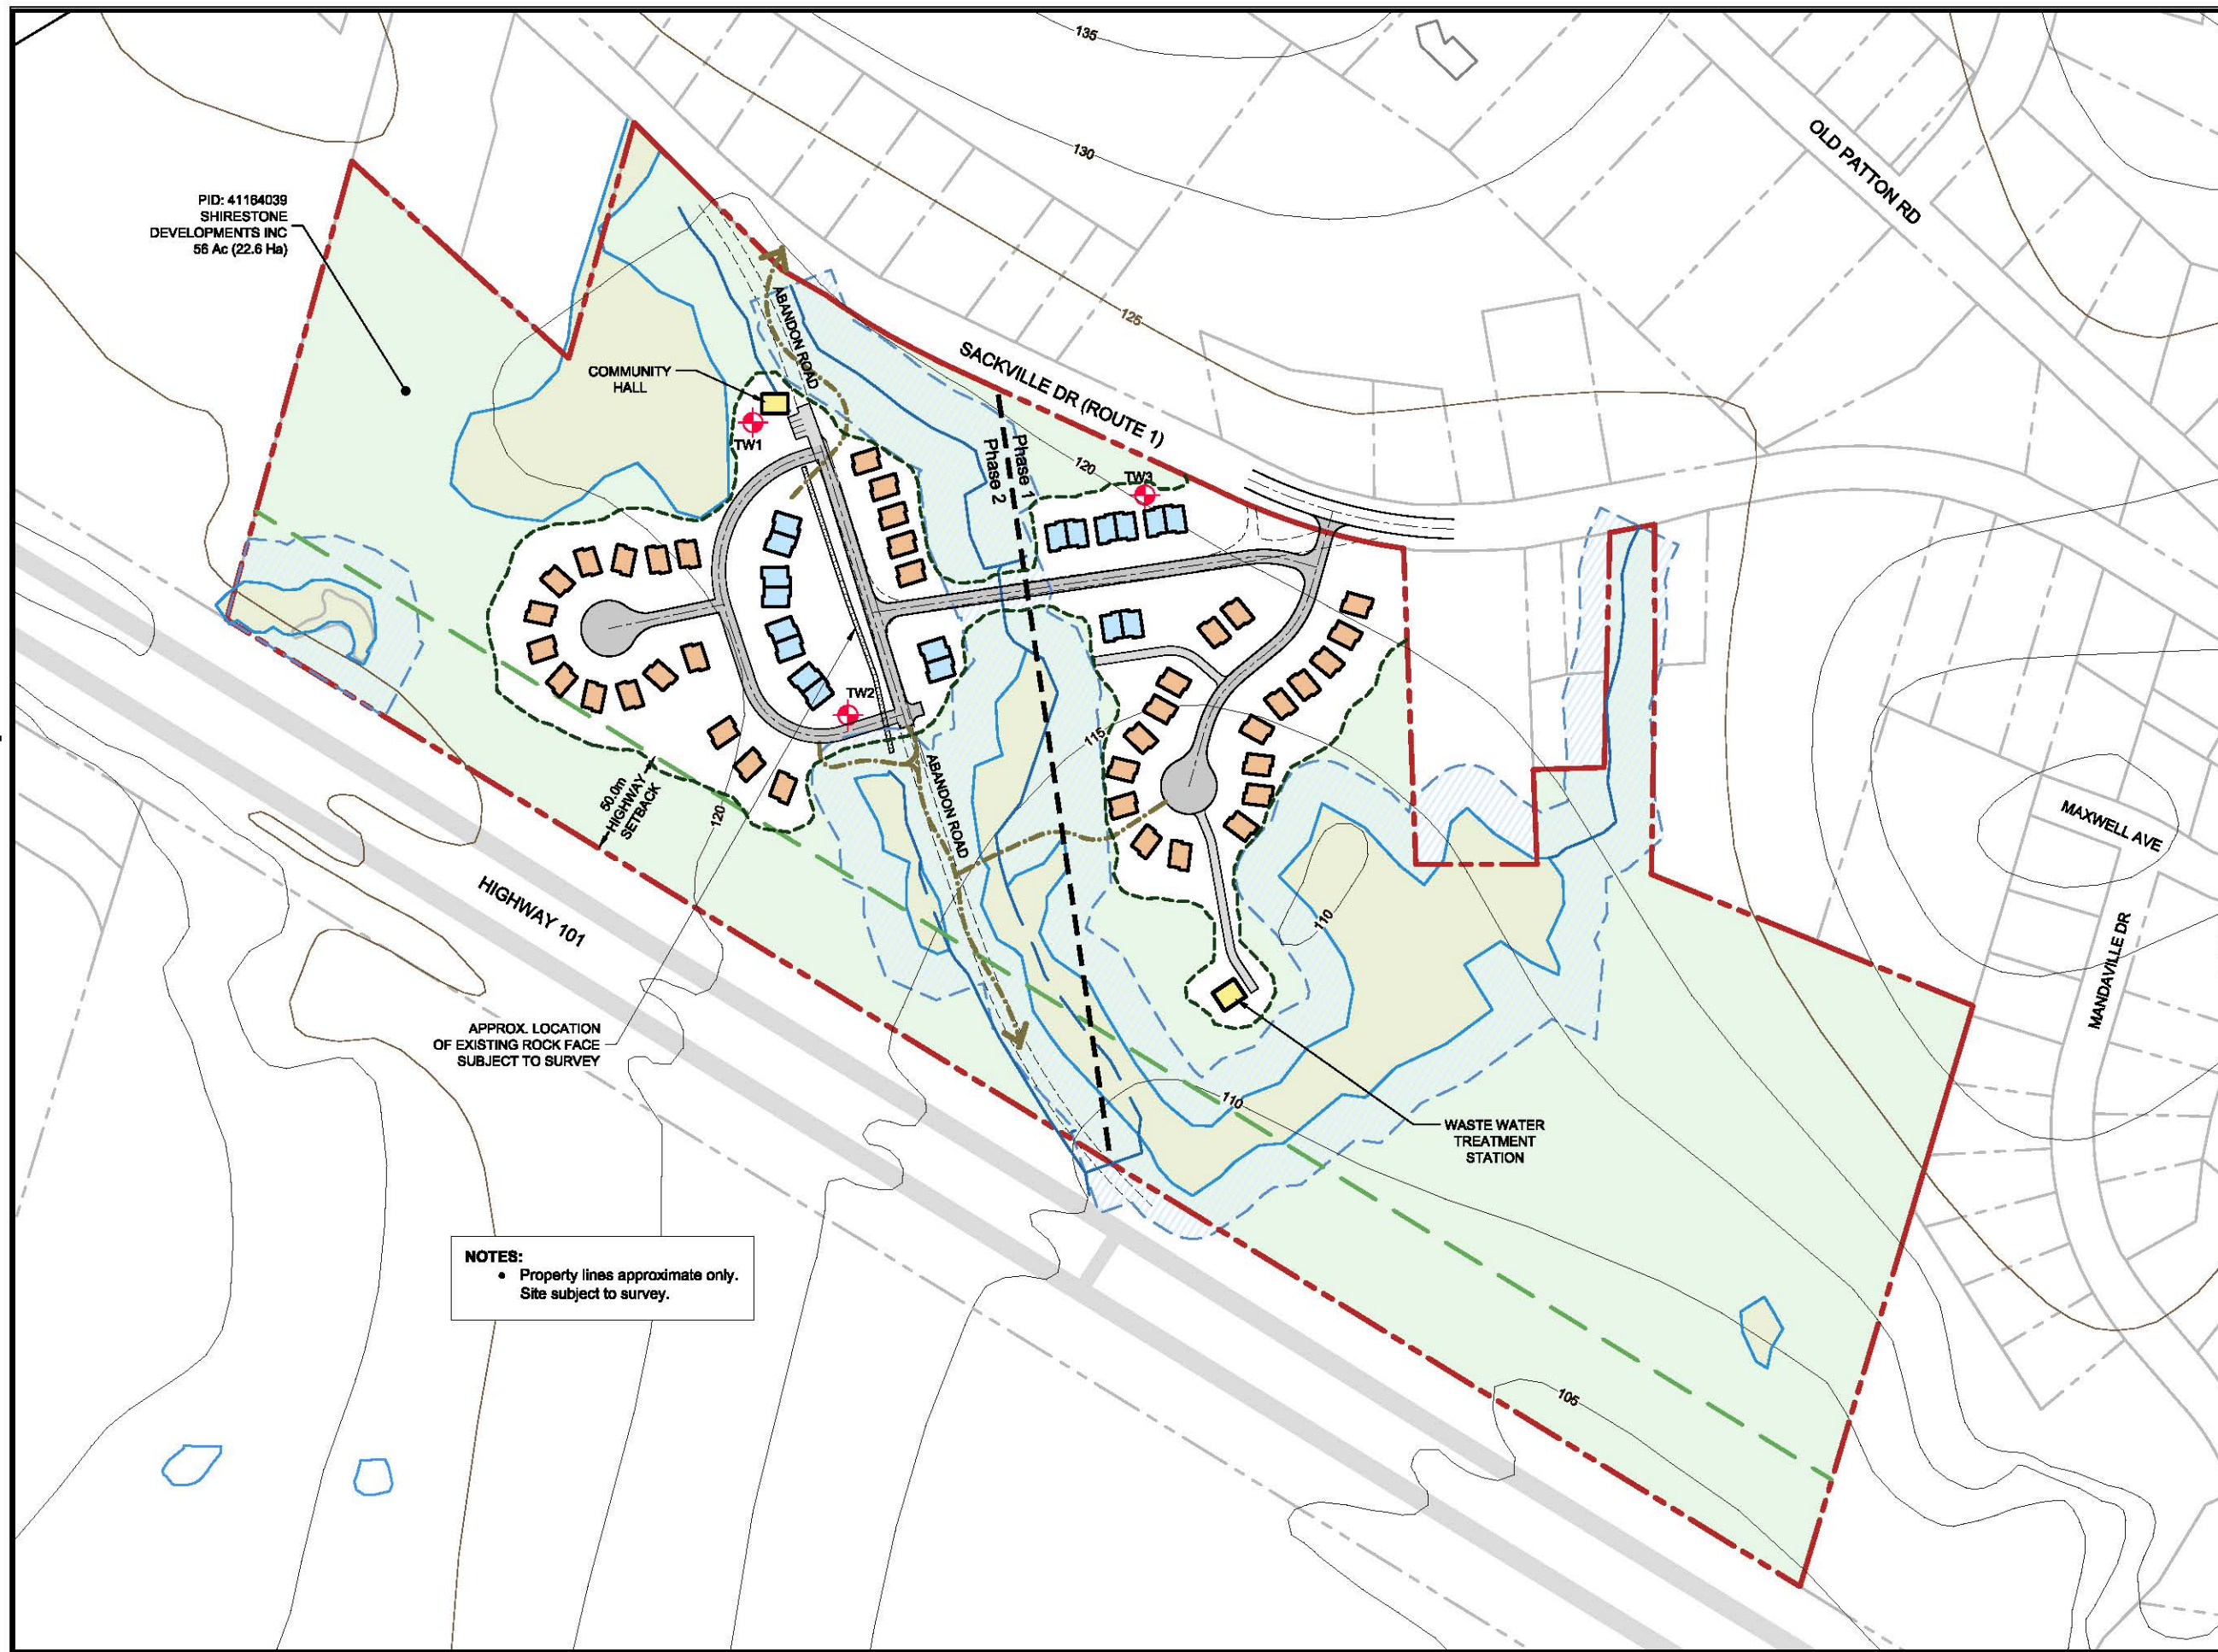 135
130
OLD PATTON RD
PID: 41164039
SHIRESTONE
DEVELOPMENTS INC
56 Ac (22.6 Ha)
125
ABANDON ROAD
SACKVILLE DR (ROUTE 1)
COMMUNITY
HALL
TW1
Phase 1
Phase 2
120
TW3
TW2
115
ABANDON ROAD
50.0m
HIGHWAY
SETBACK
120
MAXWELL AVE
HIGHWAY 101
110
MANDAVILLE DR
APPROX. LOCATION
OF EXISTING ROCK FACE
SUBJECT TO SURVEY
110
WASTE WATER
TREATMENT
STATION
NOTES:
• Property lines approximate only.
Site subject to survey.
105